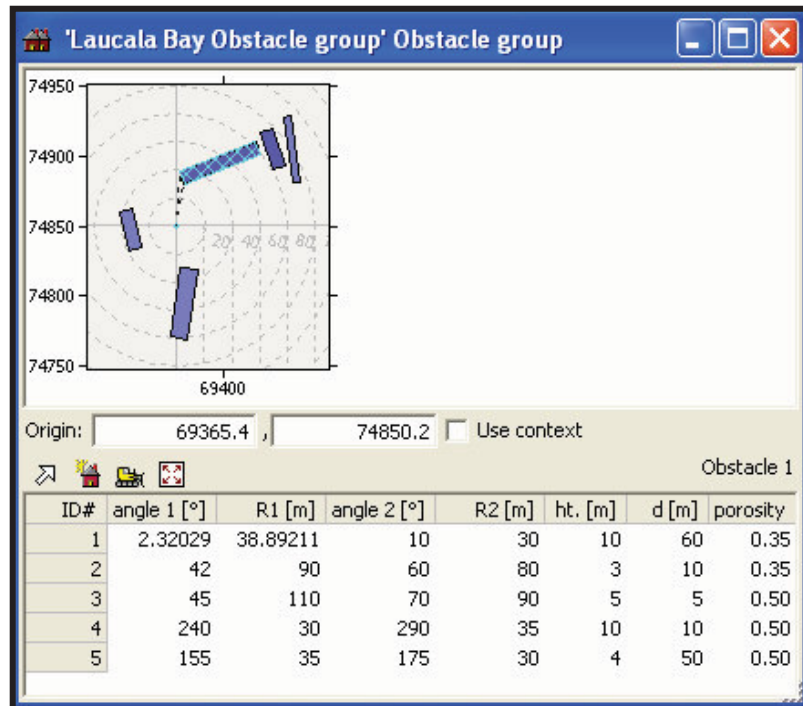 'Laucala Bay Obstacle group' Obstacle group
74950
74900
74850
20 40 60 80
74800
74750
69400
Origin: 69365.4 , 74850.2 Use context
Obstacle 1
ID# angle 1 [°] R1 [m] angle 2 [°] R2 [m] ht. [m] d [m] porosity
1 2.32029 38.89211 10 30 10 60 0.35
2 42 90 60 80 3 10 0.35
3 45 110 70 90 5 5 0.50
4 240 30 290 35 10 10 0.50
5 155 35 175 30 4 50 0.50